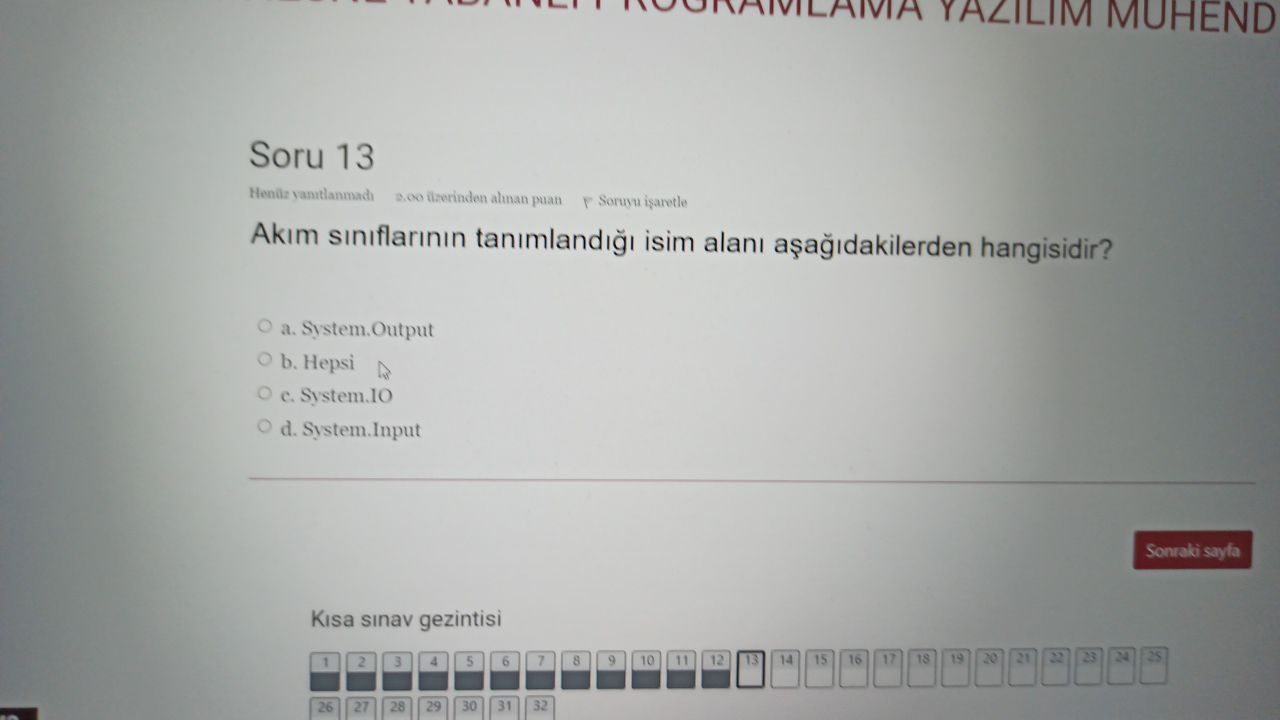 PROGRAMLAMA YAZILIM MÜHEND
Soru 13
Henüz yanıtlanmadı 2.00 üzerinden alınan puan Soruyu işaretle
Akım sınıflarının tanımlandığı isim alanı aşağıdakilerden hangisidir?
a. System.Output
b. Hepsi
c. System.IO
d. System.Input
Sonraki sayfa
Kısa sınav gezintisi
1 2 3 4 5 6 7 8 9 10 11 12 13 14 15 16 17 18 19 20 21 22 23 24 25
26 27 28 29 30 31 32